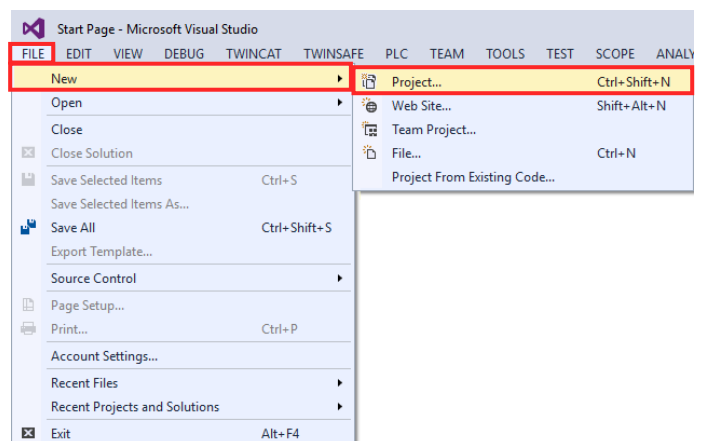 Start Page - Microsoft Visual Studio
FILE EDIT VIEW DEBUG TWINCAT TWINSAFE PLC TEAM TOOLS TEST SCOPE ANALY
New
Project... Ctrl+Shift+N
Open
Web Site... Shift+Alt+N
Close
Team Project...
Close Solution
File... Ctrl+N
Save Selected Items Ctrl+S
Project From Existing Code...
Save Selected Items As...
Save All Ctrl+Shift+S
Export Template...
Source Control
Page Setup...
Print... Ctrl+P
Account Settings...
Recent Files
Recent Projects and Solutions
Exit Alt+F4